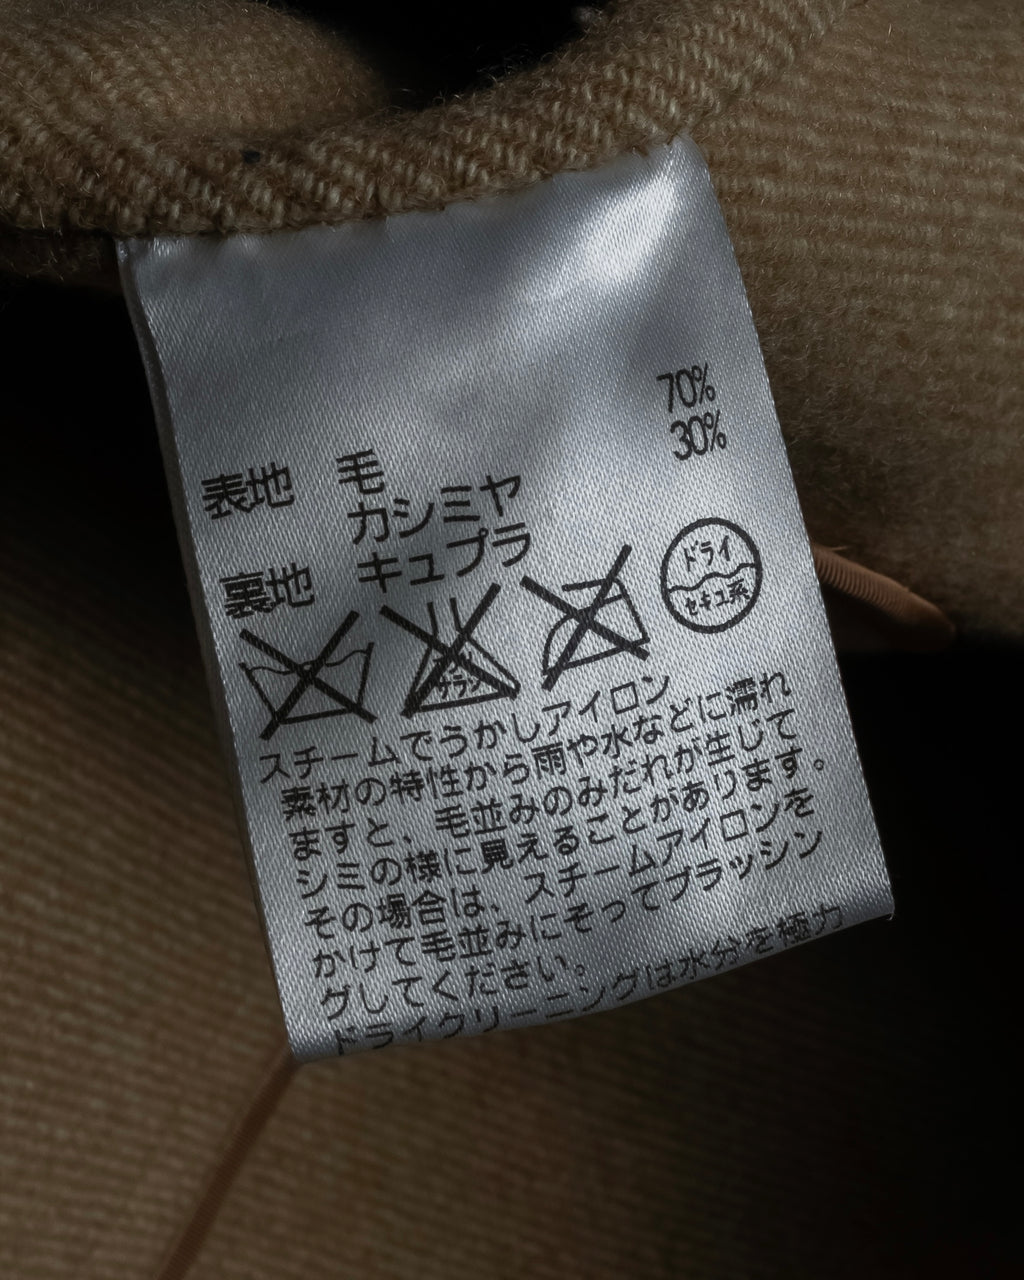 表地 毛 70%
カシミヤ 30%
裏地 キュプラ
サラシ
ドライ
セキユ系
スチームでうかしアイロン
素材の特性から雨や水などに濡れ
ますと、毛並みのみだれが生じて
シミの様に見えることがあります。
その場合は、スチームアイロンを
かけて毛並みにそってブラッシン
グしてください。
ドライクリーニングは水分を極力